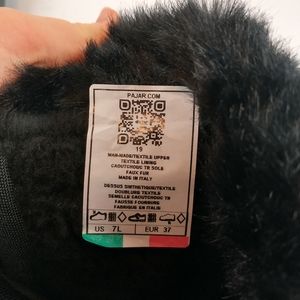 PAJAR.COM
19
MAN-MADE/TEXTILE UPPER
TEXTILE LINING
CAOUTCHOUC TR SOLE
FAUX FUR
MADE IN ITALY
DESSUS SYNTHETIQUE/TEXTILE
DOUBLURE TEXTILE
SEMELLE CAOUTCHOUC TR
FAUSSE FOURRURE
FABRIQUE EN ITALIE
US 7L EUR 37